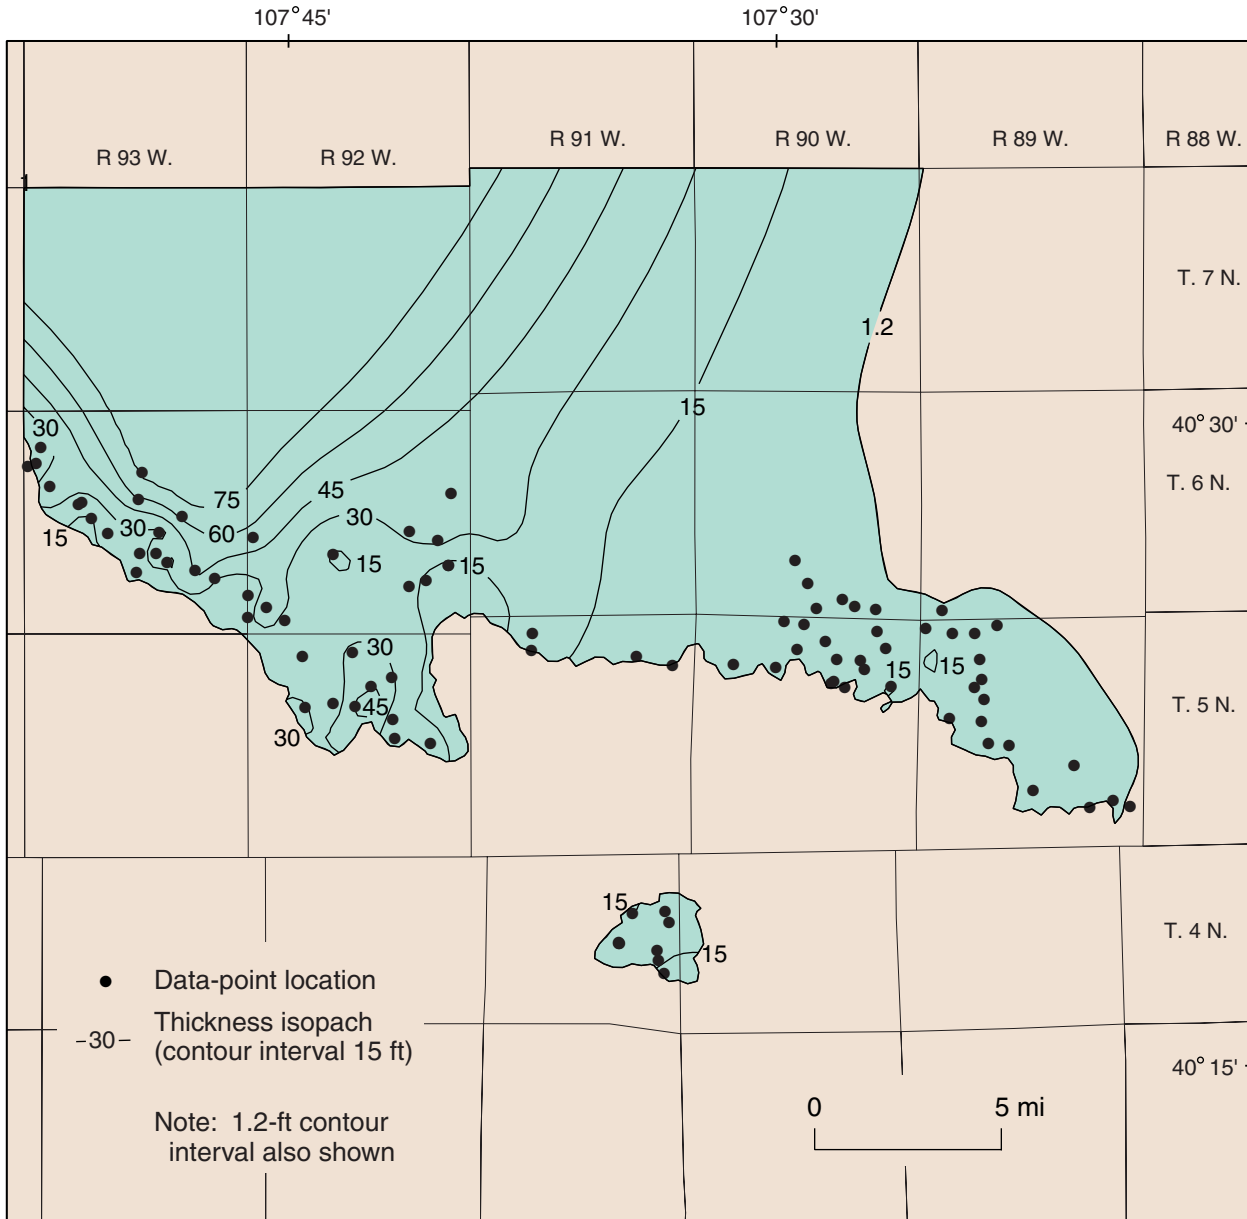 107°45'
107°30'
R 93 W.
R 92 W.
R 91 W.
R 90 W.
R 89 W.
R 88 W.
1
T. 7 N.
1.2
15
30
40°30'
T. 6 N.
75
45
60
30
30
15
15
15
30
45
30
15
15
T. 5 N.
15
15
T. 4 N.
Data-point location
–30–
Thickness isopach
(contour interval 15 ft)
Note: 1.2-ft contour
interval also shown
40°15'
0
5 mi